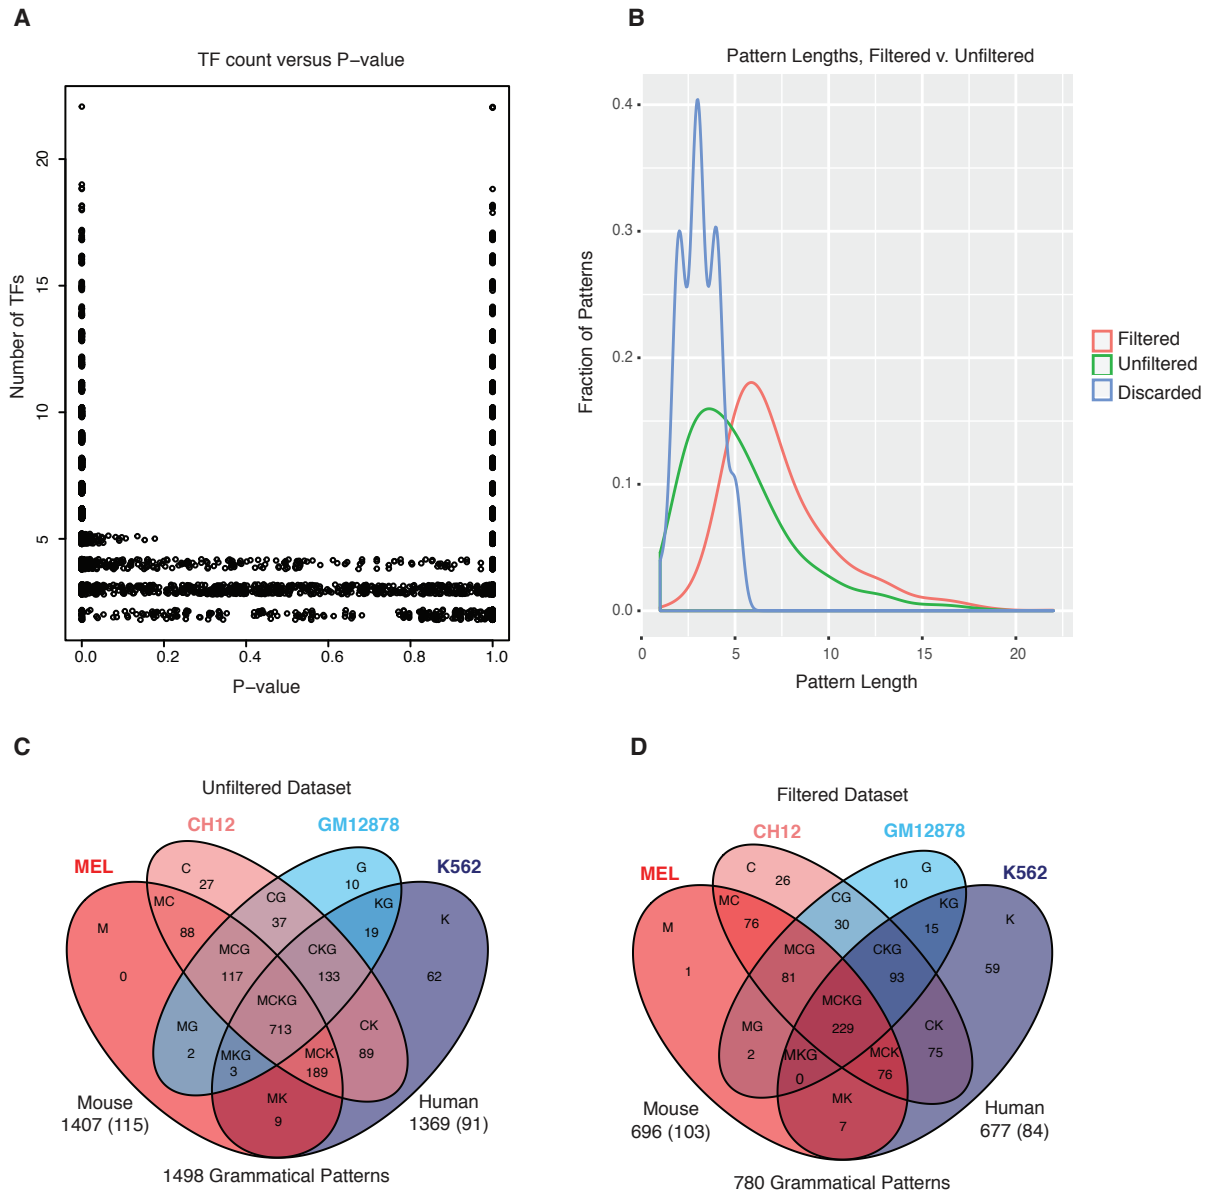 A
TF count versus P−value
Number of TFs
20
15
10
5
0.0 0.2 0.4 0.6 0.8 1.0
P−value
B
Pattern Lengths, Filtered v. Unfiltered
Fraction of Patterns
0.4
0.3
0.2
0.1
0.0
0 5 10 15 20
Pattern Length
Filtered
Unfiltered
Discarded
C
Unfiltered Dataset
CH12
GM12878
MEL
K562
C
27
G
10
CG
37
MC
88
KG
19
M
0
K
62
MCG
117
CKG
133
MCKG
713
MG
2
CK
89
MKG
3
MCK
189
MK
9
Mouse
1407 (115)
Human
1369 (91)
1498 Grammatical Patterns
D
Filtered Dataset
CH12
GM12878
MEL
K562
C
26
G
10
CG
30
MC
76
KG
15
M
1
K
59
MCG
81
CKG
93
MCKG
229
MG
2
CK
75
MKG
0
MCK
76
MK
7
Mouse
696 (103)
Human
677 (84)
780 Grammatical Patterns